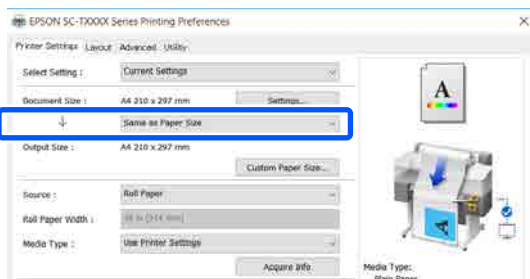 EPSON SC-TXXXX Series Printing Preferences
Printer Settings Layout Advanced Utility
Select Setting : Current Settings
Document Size : A4 210 x 297 mm Settings...
↓ Same as Paper Size
Output Size : A4 210 x 297 mm
Custom Paper Size...
Source : Roll Paper
Roll Paper Width :
Media Type : Use Printer Settings
Acquire Info
A
A
Media Type:
Plain Paper